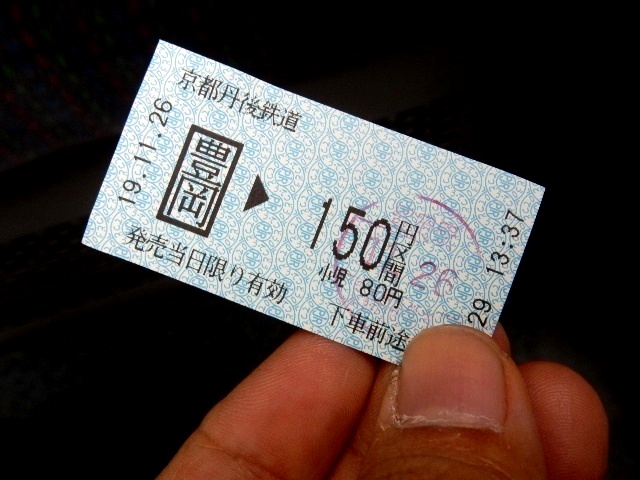 京都丹後鉄道
19.11.26
豊岡
▶
150円区間
小児 80円
26
13:37
29
発売当日限り有効
下車前途